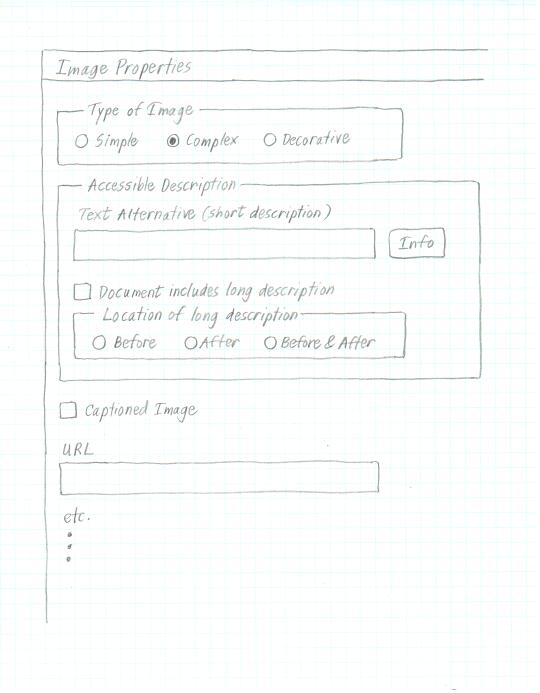 Image Properties
Type of Image
Simple Complex Decorative
Accessible Description
Text Alternative (short description)
Info
Document includes long description
Location of long description
Before After Before & After
Captioned Image
URL
etc.